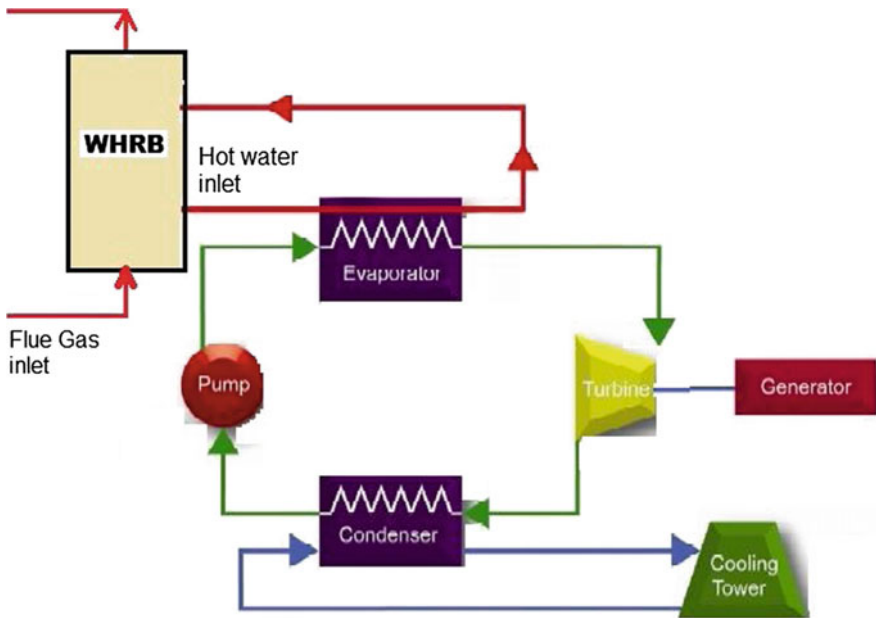 WHRB
Hot water
inlet
Evaporator
Flue Gas
inlet
Pump
Turbine
Generator
Condenser
Cooling
Tower